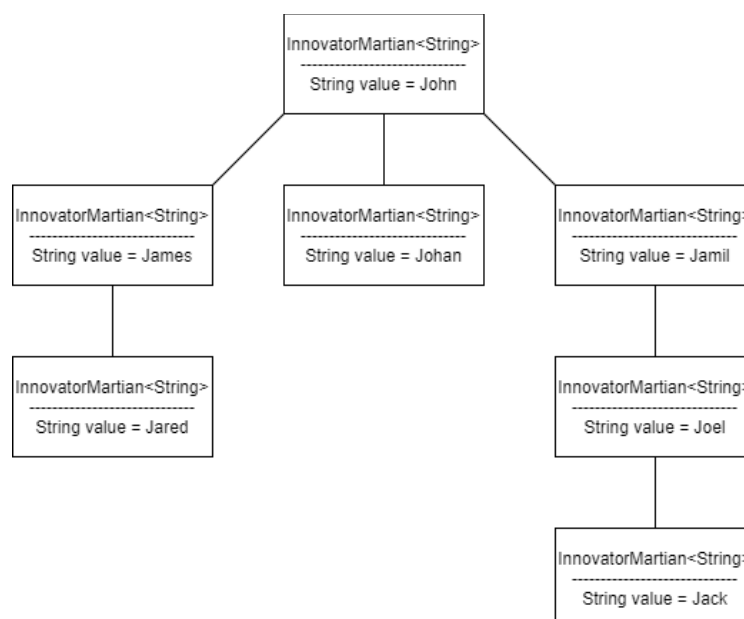 InnovatorMartian<String>
-------------------------------
String value = John
InnovatorMartian<String>
-------------------------------
String value = James
InnovatorMartian<String>
-------------------------------
String value = Johan
InnovatorMartian<String>
-------------------------------
String value = Jamil
InnovatorMartian<String>
-------------------------------
String value = Jared
InnovatorMartian<String>
-------------------------------
String value = Joel
InnovatorMartian<String>
-------------------------------
String value = Jack